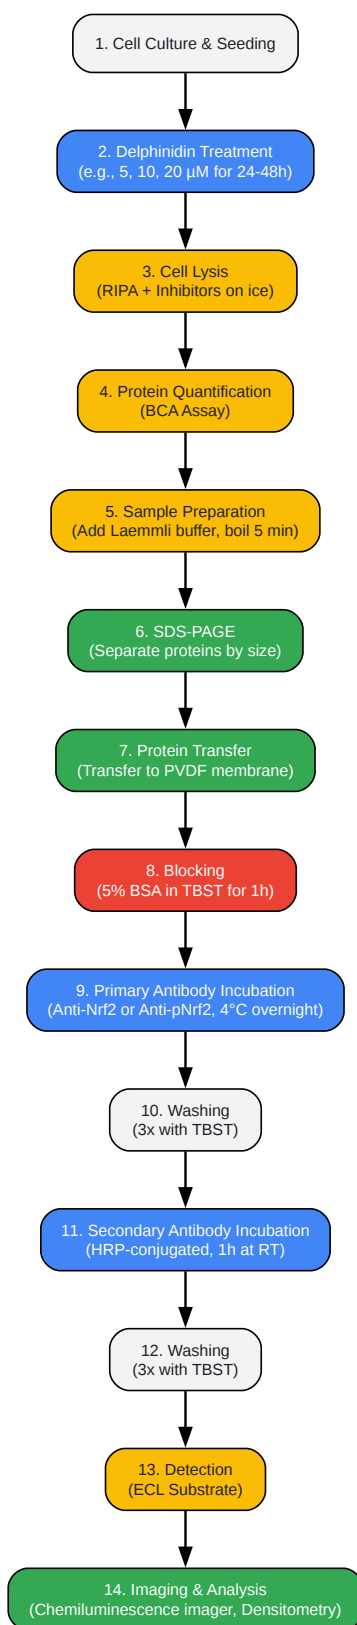 1. Cell Culture & Seeding
2. Delphinidin Treatment
(e.g., 5, 10, 20 µM for 24-48h)
3. Cell Lysis
(RIPA + Inhibitors on ice)
4. Protein Quantification
(BCA Assay)
5. Sample Preparation
(Add Laemmli buffer, boil 5 min)
6. SDS-PAGE
(Separate proteins by size)
7. Protein Transfer
(Transfer to PVDF membrane)
8. Blocking
(5% BSA in TBST for 1h)
9. Primary Antibody Incubation
(Anti-Nrf2 or Anti-pNrf2, 4°C overnight)
10. Washing
(3x with TBST)
11. Secondary Antibody Incubation
(HRP-conjugated, 1h at RT)
12. Washing
(3x with TBST)
13. Detection
(ECL Substrate)
14. Imaging & Analysis
(Chemiluminescence imager, Densitometry)